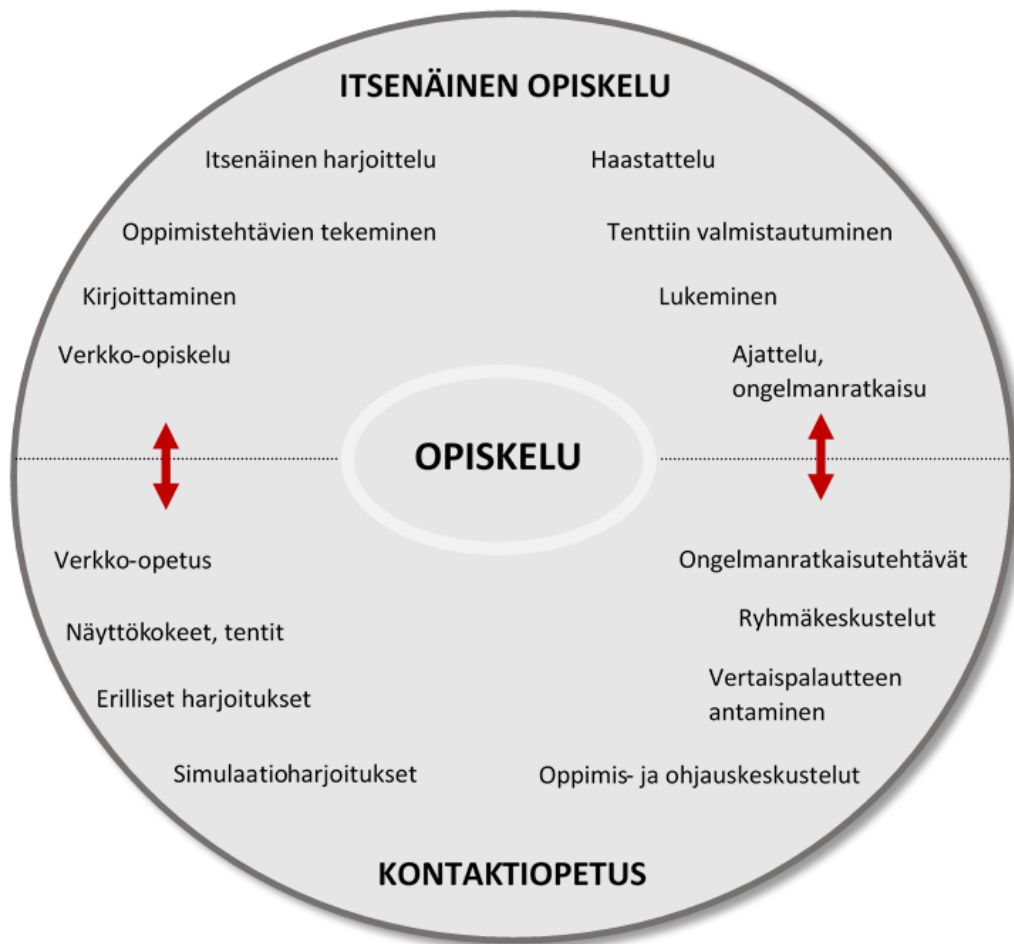 ITSENÄINEN OPISKELU
Itsenäinen harjoittelu
Haastattelu
Oppimistehtävien tekeminen
Tenttiin valmistautuminen
Kirjoittaminen
Lukeminen
Verkko-opiskelu
Ajattelu,
ongelmanratkaisu
OPISKELU
Verkko-opetus
Ongelmanratkaisutehtävät
Näyttökokeet, tentit
Ryhmäkeskustelut
Erilliset harjoitukset
Vertaispalautteen
antaminen
Simulaatioharjoitukset
Oppimis- ja ohjauskeskustelut
KONTAKTIOPETUS